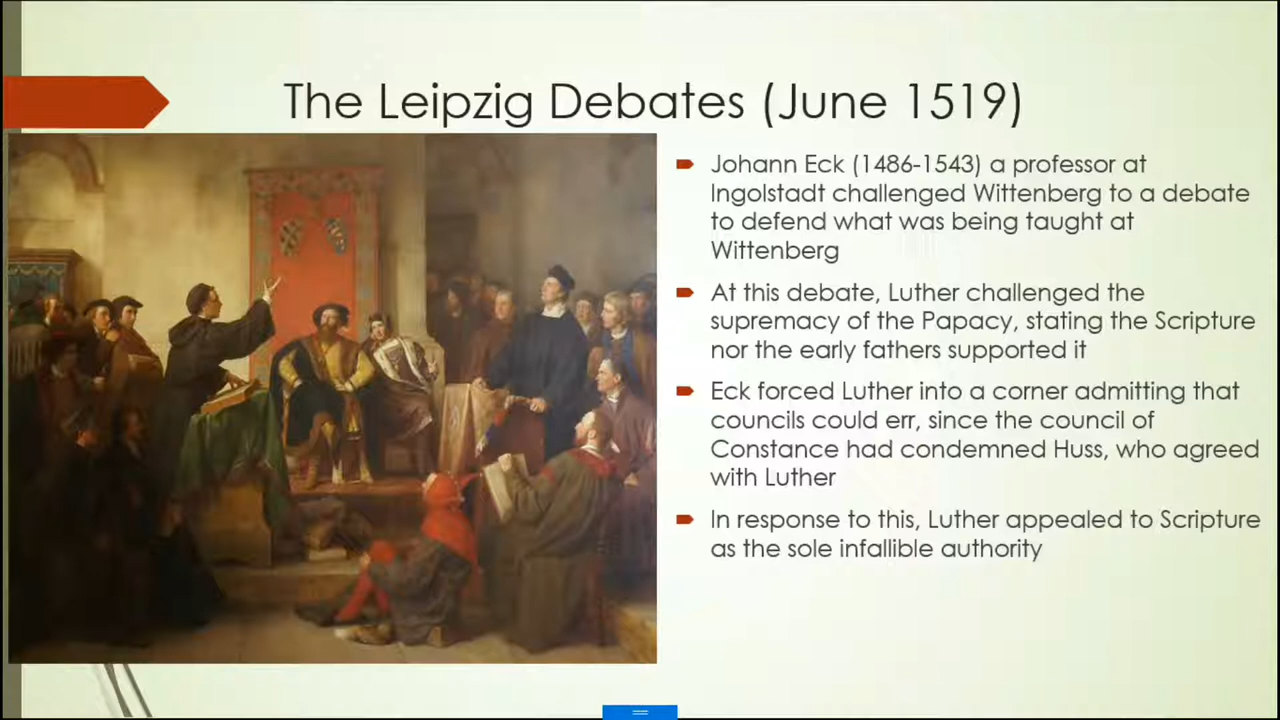 The Leipzig Debates (June 1519)
Johann Eck (1486-1543) a professor at
Ingolstadt challenged Wittenberg to a debate
to defend what was being taught at
Wittenberg
At this debate, Luther challenged the
supremacy of the Papacy, stating the Scripture
nor the early fathers supported it
Eck forced Luther into a corner admitting that
councils could err, since the council of
Constance had condemned Huss, who agreed
with Luther
In response to this, Luther appealed to Scripture
as the sole infallible authority